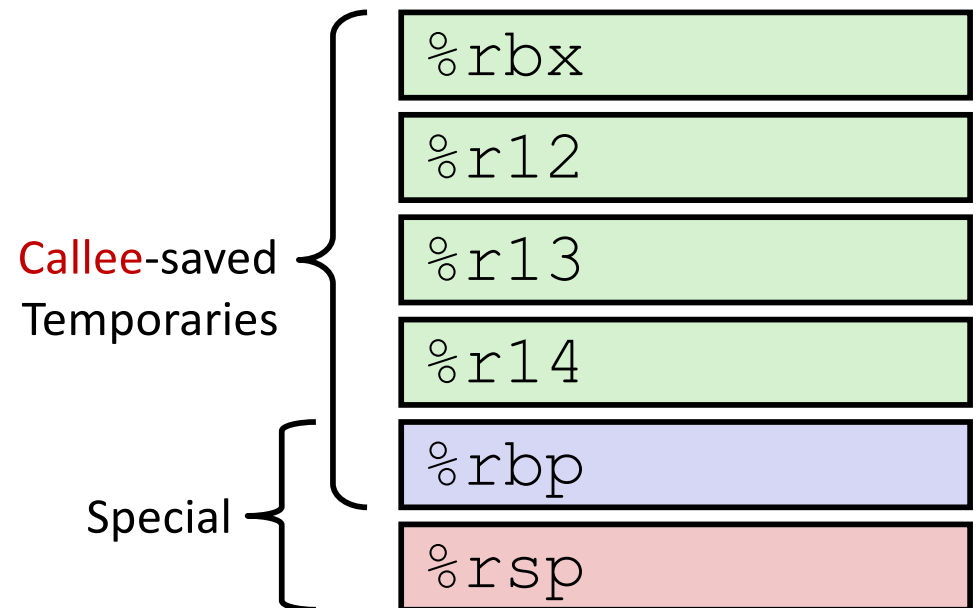 %rbx
%r12
%r13
Callee-saved
Temporaries
%r14
%rbp
Special
%rsp